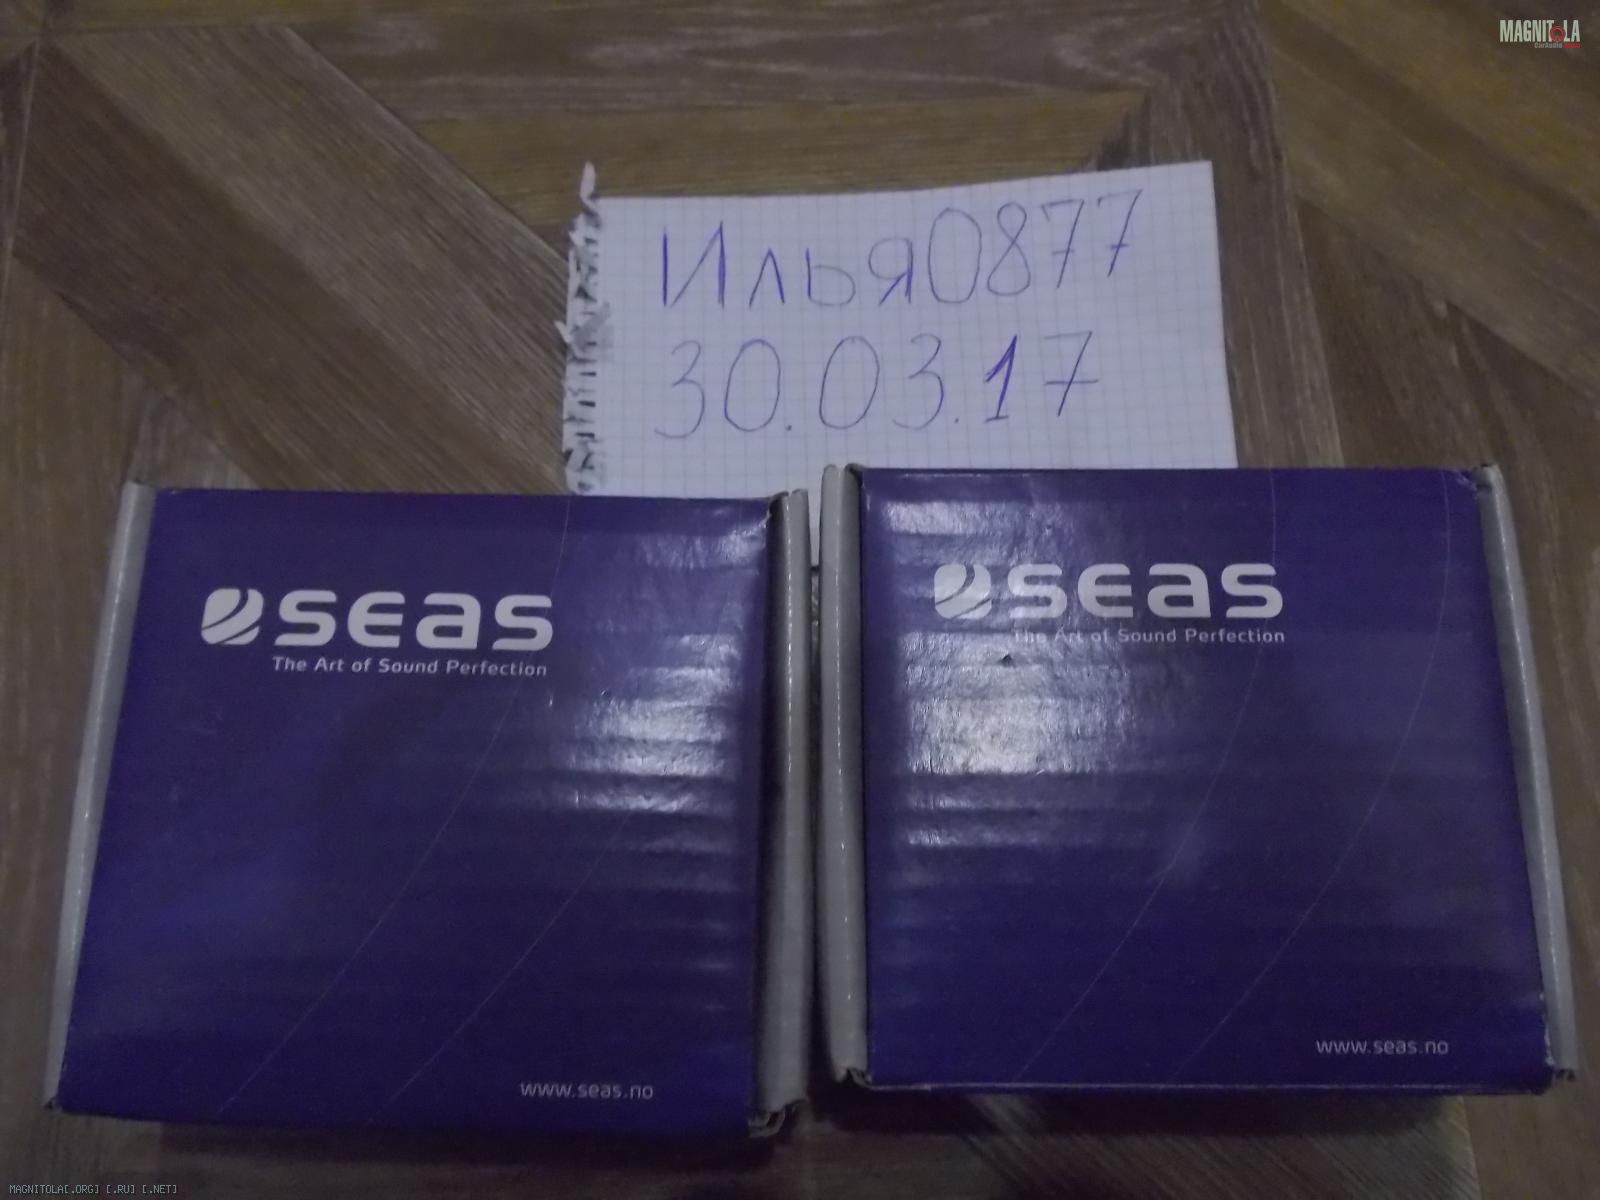 MAGNITOLA
Илья0877
30.03.17
seas
The Art of Sound Perfection
www.seas.no
seas
The Art of Sound Perfection
www.seas.no
MAGNITOLA[.ORG] [.RU] [.NET]